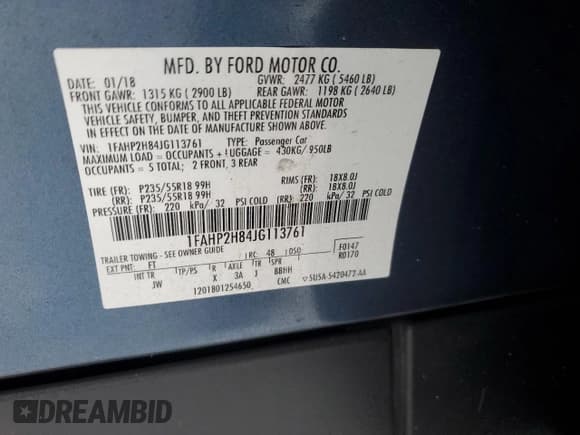 MFD. BY FORD MOTOR CO.
DATE: 01/18 GVWR: 2477 KG ( 5460 LB)
FRONT GAWR: 1315 KG ( 2900 LB) REAR GAWR: 1198 KG ( 2640 LB)
THIS VEHICLE CONFORMS TO ALL APPLICABLE FEDERAL MOTOR
VEHICLE SAFETY, BUMPER, AND THEFT PREVENTION STANDARDS
IN EFFECT ON THE DATE OF MANUFACTURE SHOWN ABOVE.
VIN: 1FAHP2H84JG113761 TYPE: Passenger Car
MAXIMUM LOAD = OCCUPANTS + LUGGAGE = 430KG/ 950LB
OCCUPANTS = 5 TOTAL; 2 FRONT, 3 REAR
TIRE (FR): P235/55R18 99H RIMS (FR): 18X8.0J
(RR): P235/55R18 99H (RR): 18X8.0J
PRESSURE (FR): 220 kPa/ 32 PSI COLD (RR): 220 kPa/ 32 PSI COLD
1FAHP2H84JG113761
TRAILER TOWING - SEE OWNER GUIDE RC: 48 DSO F0147
EXT PNT: FT R0170
INT TR TP/PS R AXLE TR SPR
JW X 3A J BBHH
1201801254650 CMC ▽5U5A-5420472-AA
DREAMBID